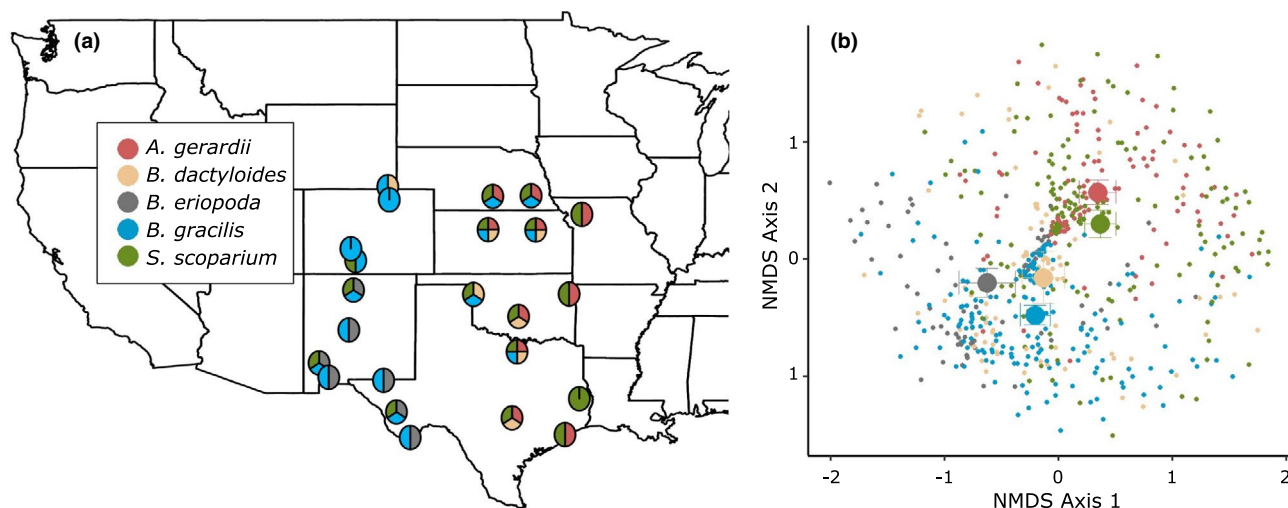 (a)
A. gerardii
B. dactyloides
B. eriopoda
B. gracilis
S. scoparium
(b)
NMDS Axis 2
1
0
1
-2
-1
0
1
2
NMDS Axis 1